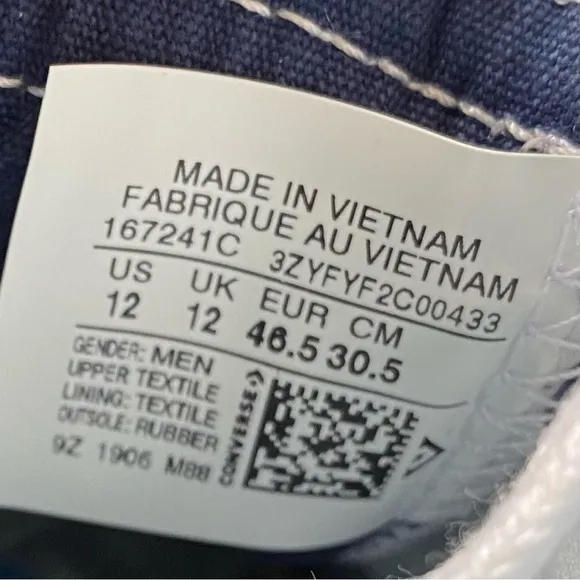 MADE IN VIETNAM
FABRIQUE AU VIETNAM
167241C 3ZYFYF2C00433
US UK EUR CM
12 12 46.5 30.5
GENDER: MEN
UPPER TEXTILE
LINING: TEXTILE
OUTSOLE: RUBBER
9Z 1906 M88
CONVERSE